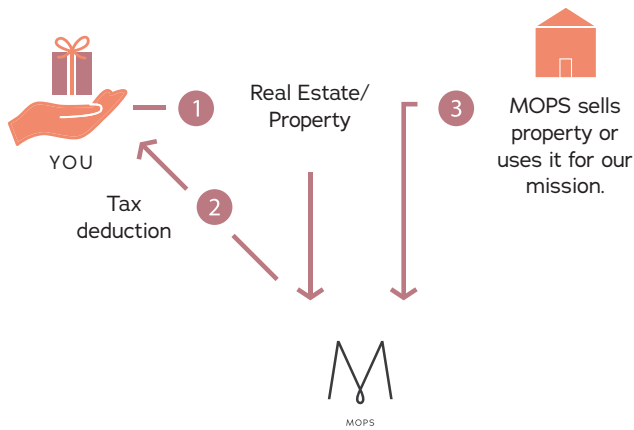 YOU
1
Real Estate/
Property
Tax
deduction
2
3
MOPS sells
property or
uses it for our
mission.
MOPS